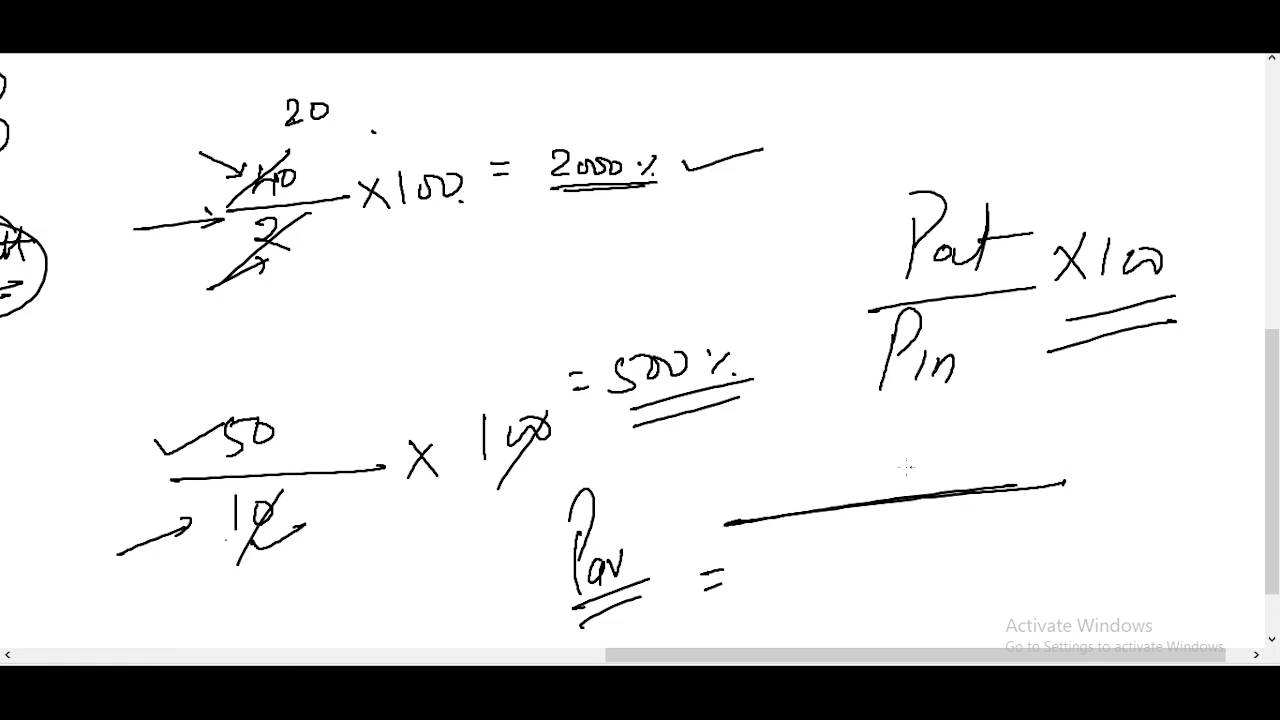 20
40
× 100 = 2000 %
2
Pout
× 100
Pin
= 500 %
50
× 100
10
Pav =
Activate Windows
Go to Settings to activate Windows.